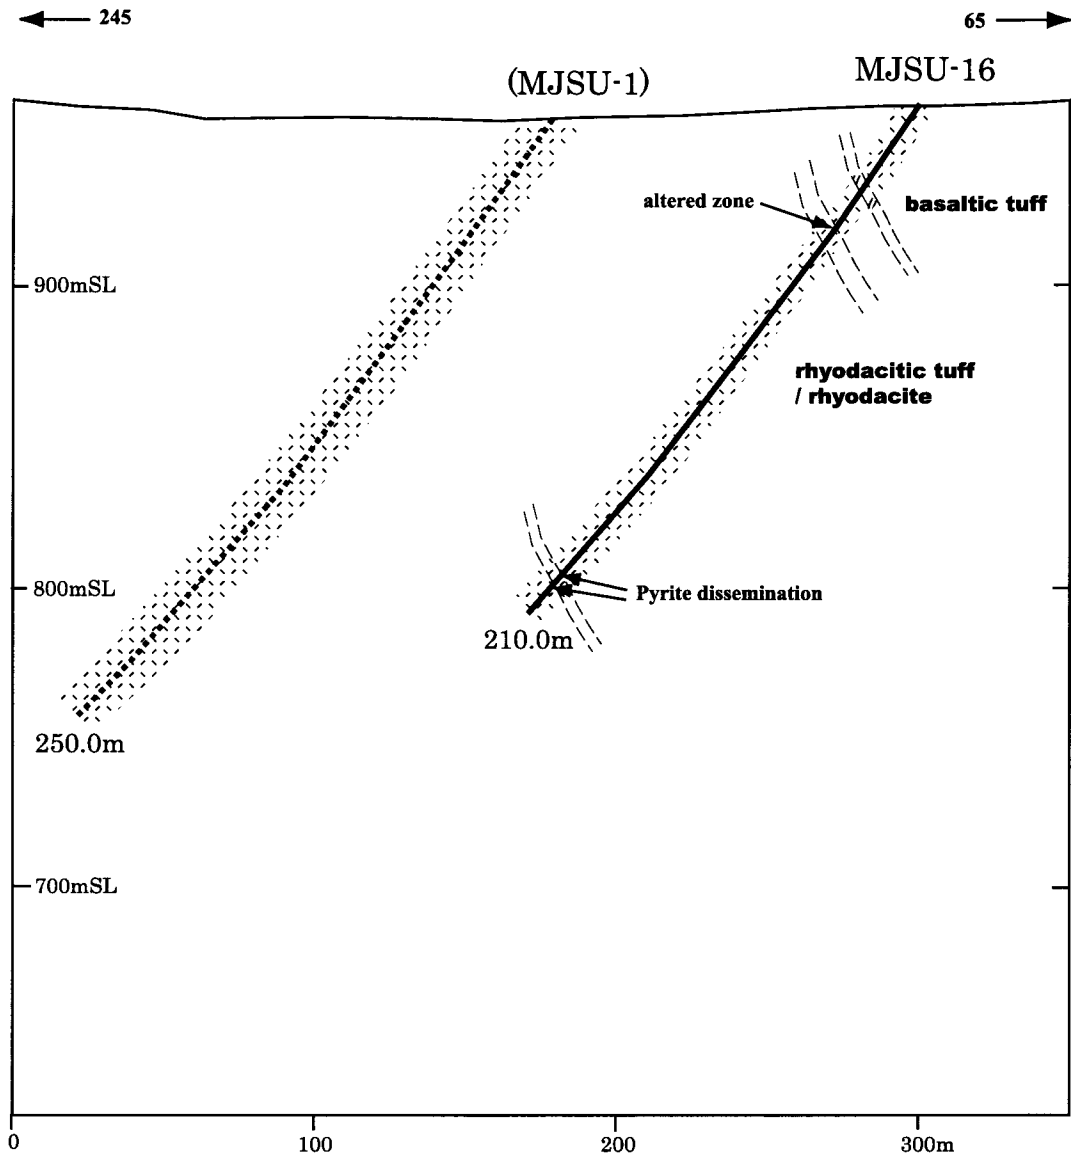 245
65
(MJSU-1)
MJSU-16
altered zone
basaltic tuff
900mSL
rhyodacitic tuff
/ rhyodacite
800mSL
Pyrite dissemination
210.0m
250.0m
700mSL
0
100
200
300m